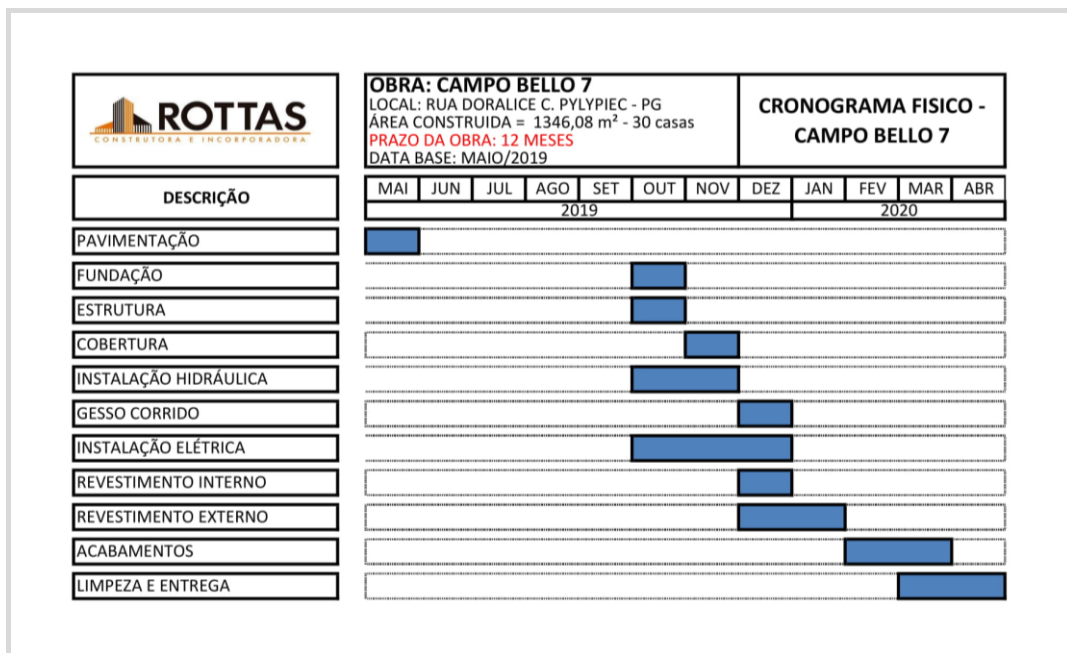 ROTTAS
CONSTRUTORA E INCORPORADORA
OBRA: CAMPO BELLO 7
LOCAL: RUA DORALICE C. PYLYPIEC - PG
ÁREA CONSTRUIDA = 1346,08 m² - 30 casas
PRAZO DA OBRA: 12 MESES
DATA BASE: MAIO/2019
CRONOGRAMA FISICO -
CAMPO BELLO 7
DESCRIÇÃO
MAI JUN JUL AGO SET OUT NOV DEZ JAN FEV MAR ABR
2019 2020
PAVIMENTAÇÃO
FUNDAÇÃO
ESTRUTURA
COBERTURA
INSTALAÇÃO HIDRÁULICA
GESSO CORRIDO
INSTALAÇÃO ELÉTRICA
REVESTIMENTO INTERNO
REVESTIMENTO EXTERNO
ACABAMENTOS
LIMPEZA E ENTREGA